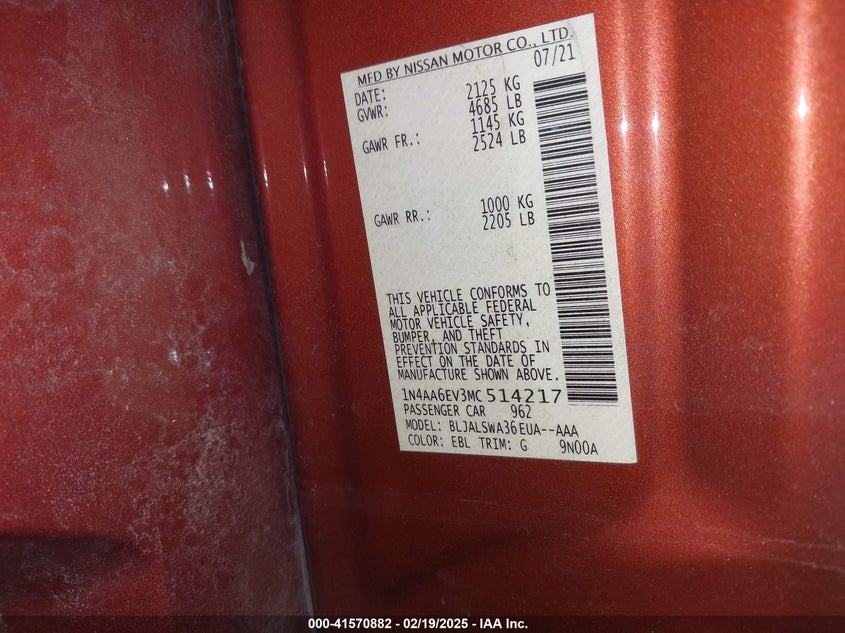 MFD BY NISSAN MOTOR CO., LTD.
DATE: 07/21
GVWR: 2125 KG
4685 LB
GAWR FR.: 1145 KG
2524 LB
GAWR RR.: 1000 KG
2205 LB
THIS VEHICLE CONFORMS TO
ALL APPLICABLE FEDERAL
MOTOR VEHICLE SAFETY,
BUMPER, AND THEFT
PREVENTION STANDARDS IN
EFFECT ON THE DATE OF
MANUFACTURE SHOWN ABOVE.
1N4AA6EV3MC514217
PASSENGER CAR 962
MODEL: BLJALSWA36EUA--AAA
COLOR: EBL TRIM: G 9N00A
000-41570882 - 02/19/2025 - IAA Inc.